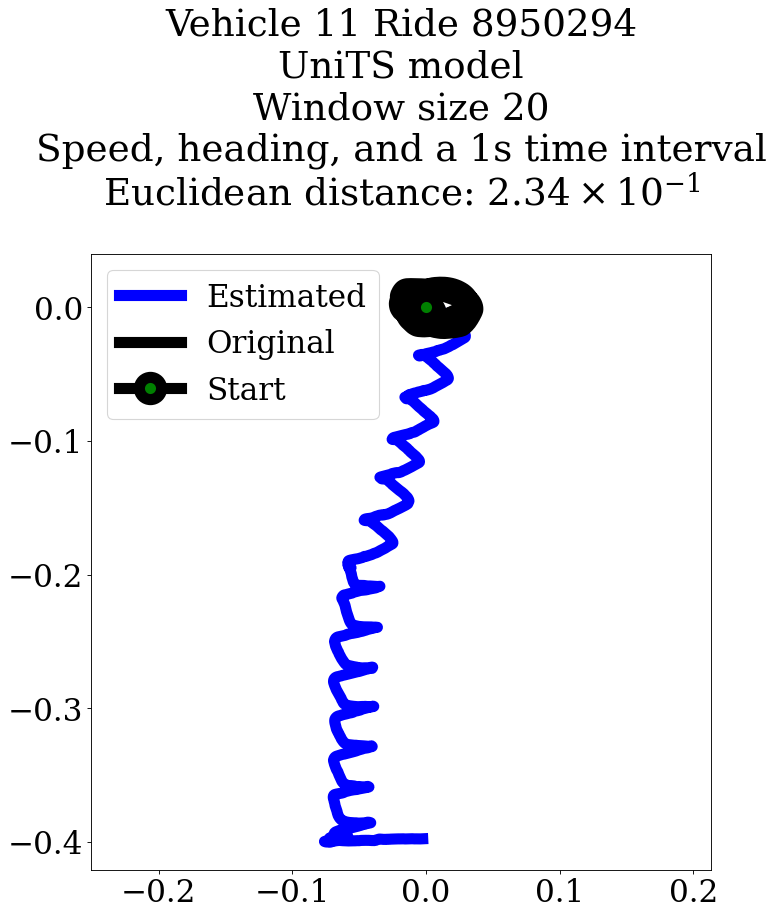 Vehicle 11 Ride 8950294
UniTS model
Window size 20
Speed, heading, and a 1s time interval
Euclidean distance: 2.34 × 10⁻¹
Estimated
Original
Start
0.0
−0.1
−0.2
−0.3
−0.4
−0.2 −0.1 0.0 0.1 0.2